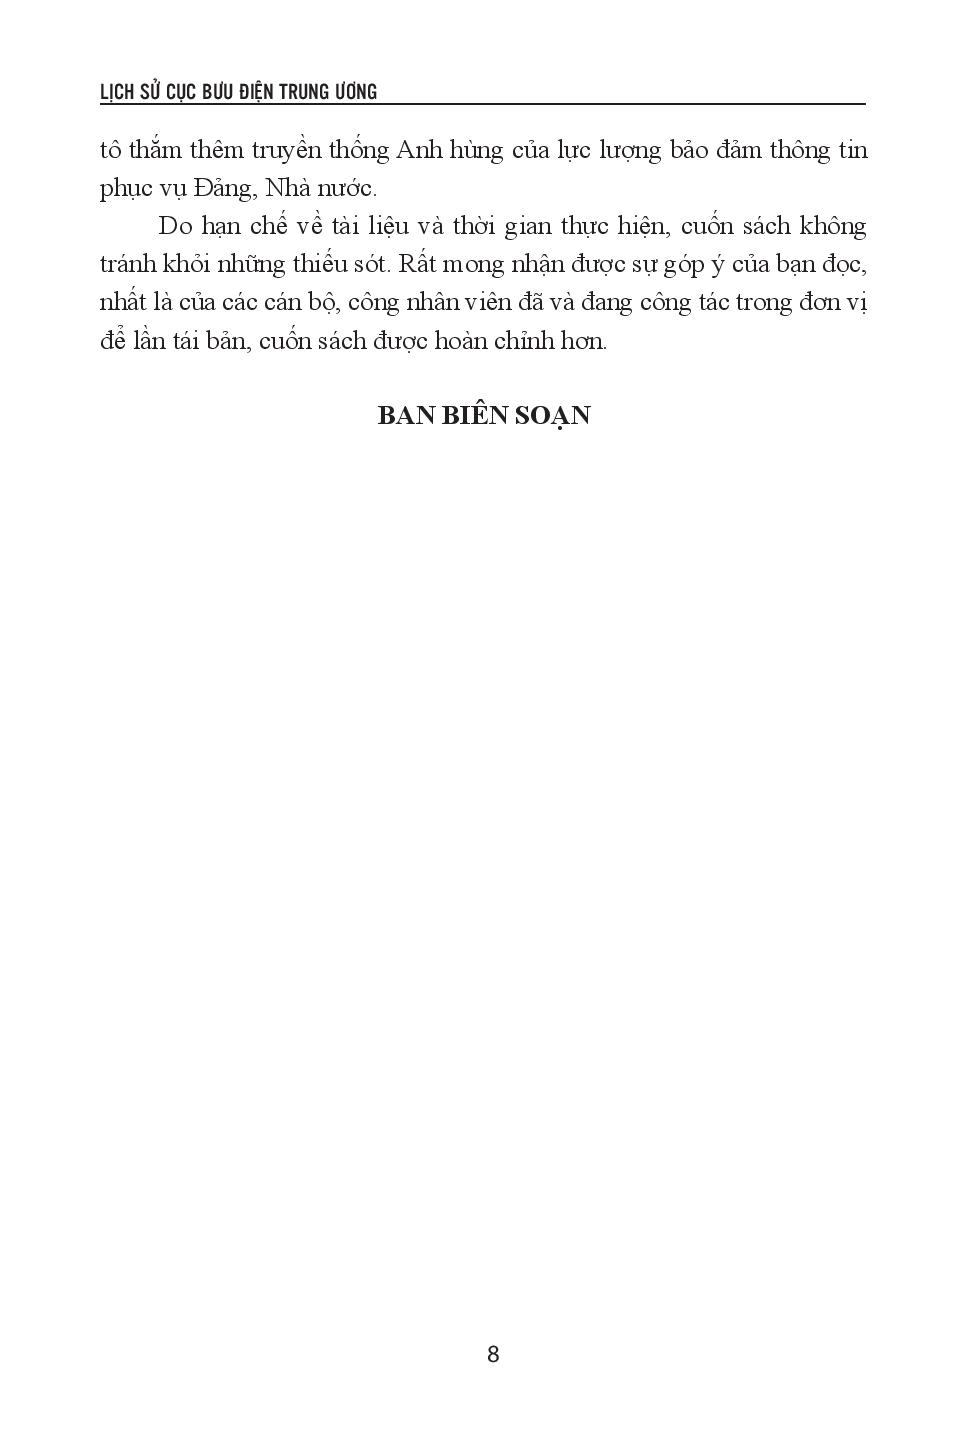 LỊCH SỬ CỤC BƯU ĐIỆN TRUNG ƯƠNG
tô thắm thêm truyền thống Anh hùng của lực lượng bảo đảm thông tin
phục vụ Đảng, Nhà nước.
Do hạn chế về tài liệu và thời gian thực hiện, cuốn sách không
tránh khỏi những thiếu sót. Rất mong nhận được sự góp ý của bạn đọc,
nhất là của các cán bộ, công nhân viên đã và đang công tác trong đơn vị
để lần tái bản, cuốn sách được hoàn chỉnh hơn.
BAN BIÊN SOẠN
8